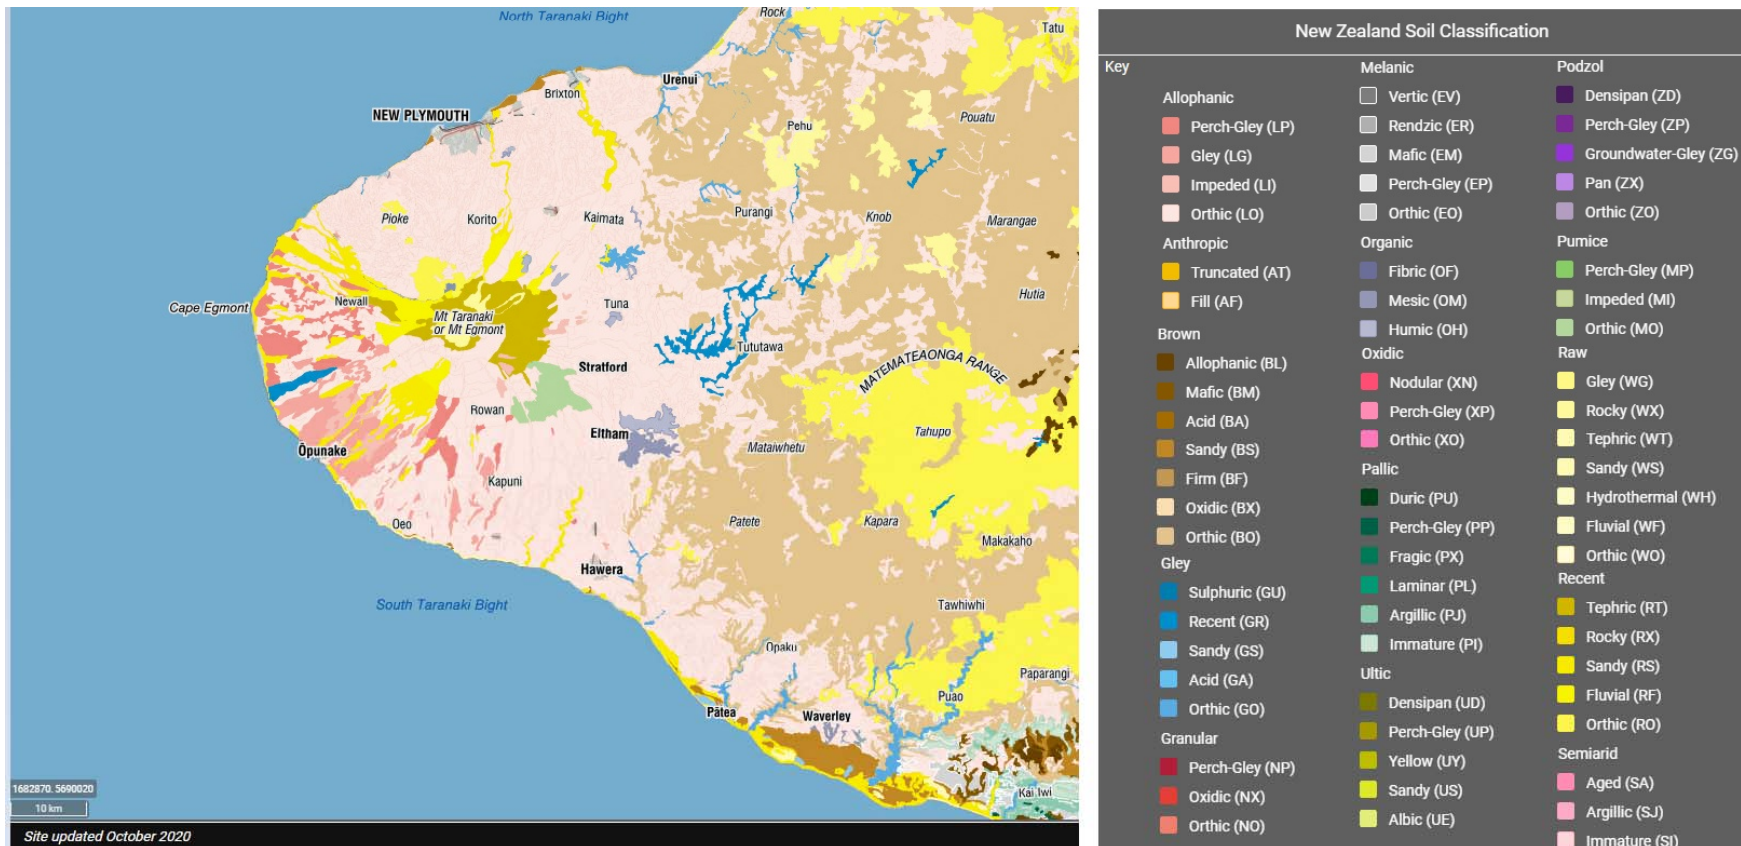 North Taranaki Bight
Rock
Tatu
Urenui
Brixton
NEW PLYMOUTH
Pehu
Pouatu
Pioke
Korito
Kaimata
Purangi
Knob
Marangae
Cape Egmont
Newall
Mt Taranaki
or Mt Egmont
Tuna
Hutia
Tututawa
Stratford
MATEMATEAONGA RANGE
Rowan
Eltham
Mataiwhetu
Tahupo
Ōpunake
Kapuni
Oeo
Patete
Kapara
Makakaho
Hawera
South Taranaki Bight
Tawhiwhi
Opaku
Paparangi
Puao
Pātea
Waverley
Kai Iwi
1682870, 5690020
10 km
Site updated October 2020
New Zealand Soil Classification
Key
Allophanic
Perch-Gley (LP)
Gley (LG)
Impeded (LI)
Orthic (LO)
Anthropic
Truncated (AT)
Fill (AF)
Brown
Allophanic (BL)
Mafic (BM)
Acid (BA)
Sandy (BS)
Firm (BF)
Oxidic (BX)
Orthic (BO)
Gley
Sulphuric (GU)
Recent (GR)
Sandy (GS)
Acid (GA)
Orthic (GO)
Granular
Perch-Gley (NP)
Oxidic (NX)
Orthic (NO)
Melanic
Vertic (EV)
Rendzic (ER)
Mafic (EM)
Perch-Gley (EP)
Orthic (EO)
Organic
Fibric (OF)
Mesic (OM)
Humic (OH)
Oxidic
Nodular (XN)
Perch-Gley (XP)
Orthic (XO)
Pallic
Duric (PU)
Perch-Gley (PP)
Fragic (PX)
Laminar (PL)
Argillic (PJ)
Immature (PI)
Ultic
Densipan (UD)
Perch-Gley (UP)
Yellow (UY)
Sandy (US)
Albic (UE)
Podzol
Densipan (ZD)
Perch-Gley (ZP)
Groundwater-Gley (ZG)
Pan (ZX)
Orthic (ZO)
Pumice
Perch-Gley (MP)
Impeded (MI)
Orthic (MO)
Raw
Gley (WG)
Rocky (WX)
Tephric (WT)
Sandy (WS)
Hydrothermal (WH)
Fluvial (WF)
Orthic (WO)
Recent
Tephric (RT)
Rocky (RX)
Sandy (RS)
Fluvial (RF)
Orthic (RO)
Semiarid
Aged (SA)
Argillic (SJ)
Immature (SI)